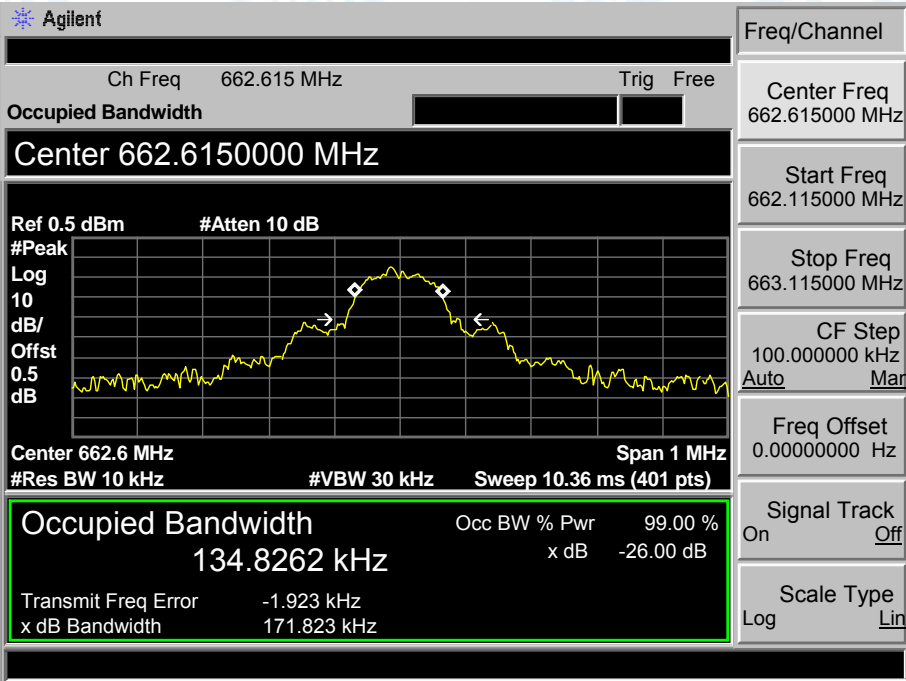 Agilent
Freq/Channel
Ch Freq 662.615 MHz Trig Free
Occupied Bandwidth
Center 662.6150000 MHz
Center Freq
662.615000 MHz
Start Freq
662.115000 MHz
Stop Freq
663.115000 MHz
CF Step
100.000000 kHz
Auto Man
Freq Offset
0.00000000 Hz
Signal Track
On Off
Scale Type
Log Lin
Ref 0.5 dBm #Atten 10 dB
#Peak
Log
10
dB/
Offst
0.5
dB
Center 662.6 MHz Span 1 MHz
#Res BW 10 kHz #VBW 30 kHz Sweep 10.36 ms (401 pts)
Occupied Bandwidth
134.8262 kHz
Occ BW % Pwr 99.00 %
x dB -26.00 dB
Transmit Freq Error -1.923 kHz
x dB Bandwidth 171.823 kHz